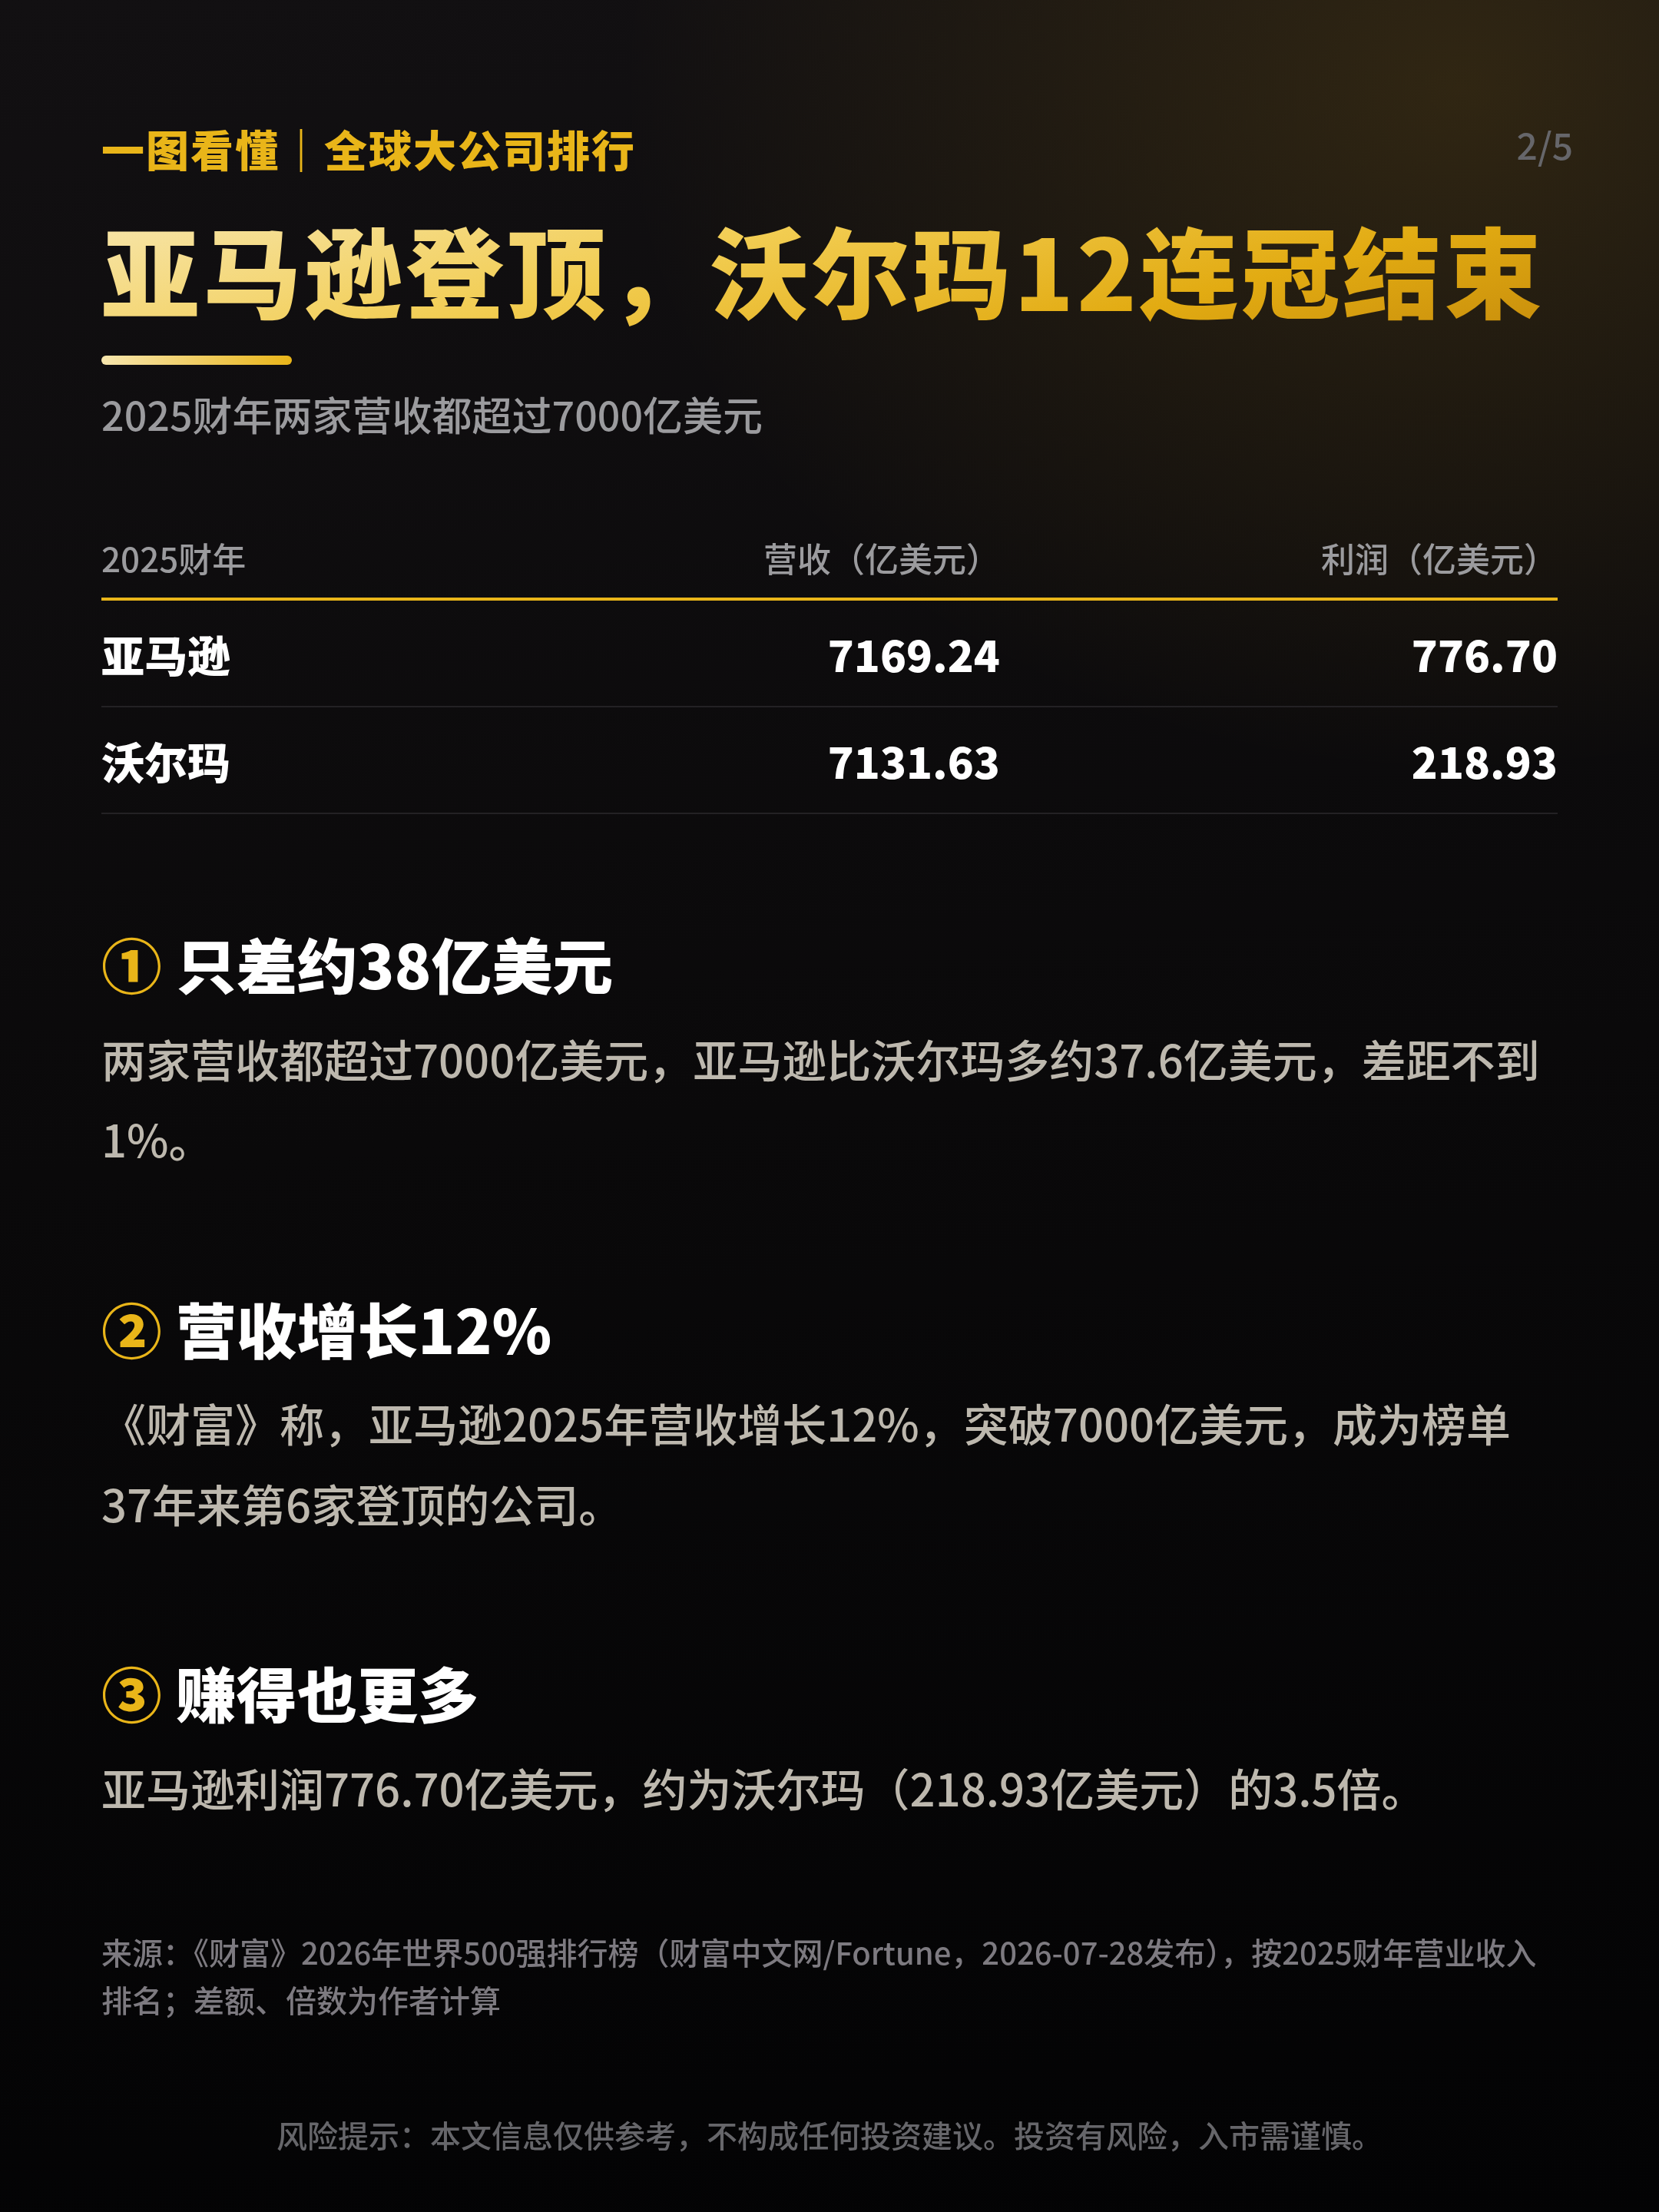 一图看懂｜全球大公司排行
2/5
亚马逊登顶，沃尔玛12连冠结束
2025财年两家营收都超过7000亿美元
2025财年 营收（亿美元） 利润（亿美元）
亚马逊 7169.24 776.70
沃尔玛 7131.63 218.93
① 只差约38亿美元
两家营收都超过7000亿美元，亚马逊比沃尔玛多约37.6亿美元，差距不到
1%。
② 营收增长12%
《财富》称，亚马逊2025年营收增长12%，突破7000亿美元，成为榜单
37年来第6家登顶的公司。
③ 赚得也更多
亚马逊利润776.70亿美元，约为沃尔玛（218.93亿美元）的3.5倍。
来源：《财富》2026年世界500强排行榜（财富中文网/Fortune，2026-07-28发布），按2025财年营业收入
排名；差额、倍数为作者计算
风险提示：本文信息仅供参考，不构成任何投资建议。投资有风险，入市需谨慎。